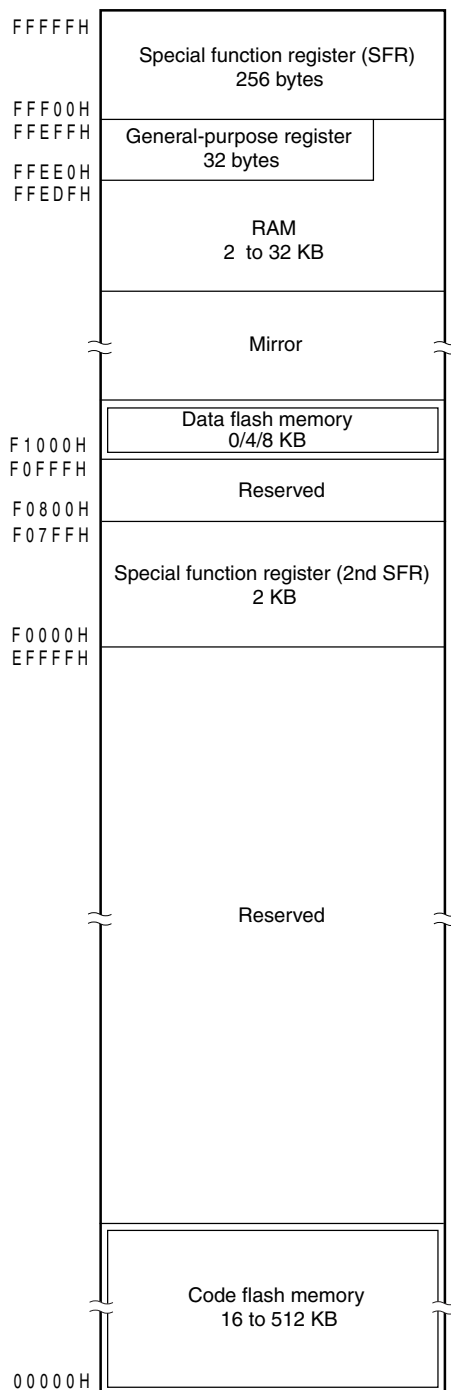 FFFFFH
Special function register (SFR)
256 bytes
FFF00H
FFEFFH
General-purpose register
32 bytes
FFEE0H
FFEDFH
RAM
2 to 32 KB
Mirror
Data flash memory
0/4/8 KB
F1000H
F0FFFH
Reserved
F0800H
F07FFH
Special function register (2nd SFR)
2 KB
F0000H
EFFFFH
Reserved
Code flash memory
16 to 512 KB
00000H